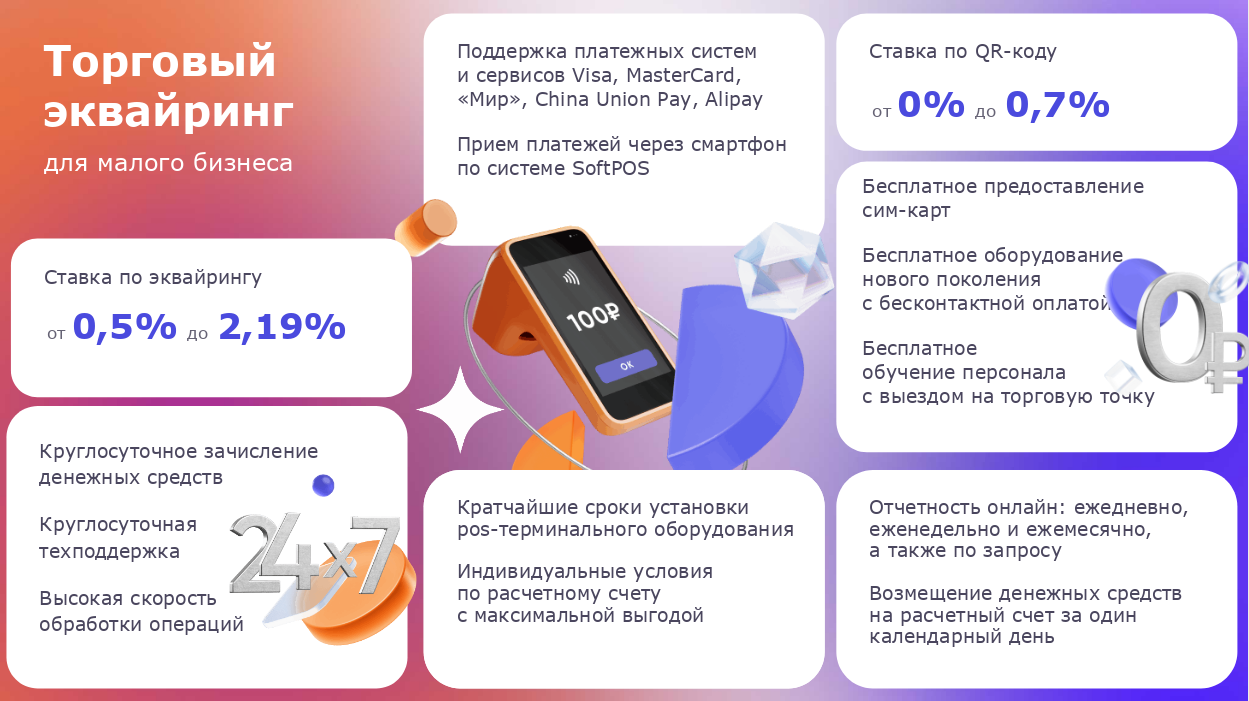 Торговый
эквайринг
для малого бизнеса
Ставка по эквайрингу
от 0,5% до 2,19%
Круглосуточное зачисление
денежных средств
Круглосуточная
техподдержка
Высокая скорость
обработки операций
24x7
Поддержка платежных систем
и сервисов Visa, MasterCard,
«Мир», China Union Pay, Alipay
Прием платежей через смартфон
по системе SoftPOS
100₽
OK
Кратчайшие сроки установки
pos-терминального оборудования
Индивидуальные условия
по расчетному счету
с максимальной выгодой
Ставка по QR-коду
от 0% до 0,7%
Бесплатное предоставление
сим-карт
Бесплатное оборудование
нового поколения
с бесконтактной оплатой
Бесплатное
обучение персонала
с выездом на торговую точку
0₽
Отчетность онлайн: ежедневно,
еженедельно и ежемесячно,
а также по запросу
Возмещение денежных средств
на расчетный счет за один
календарный день